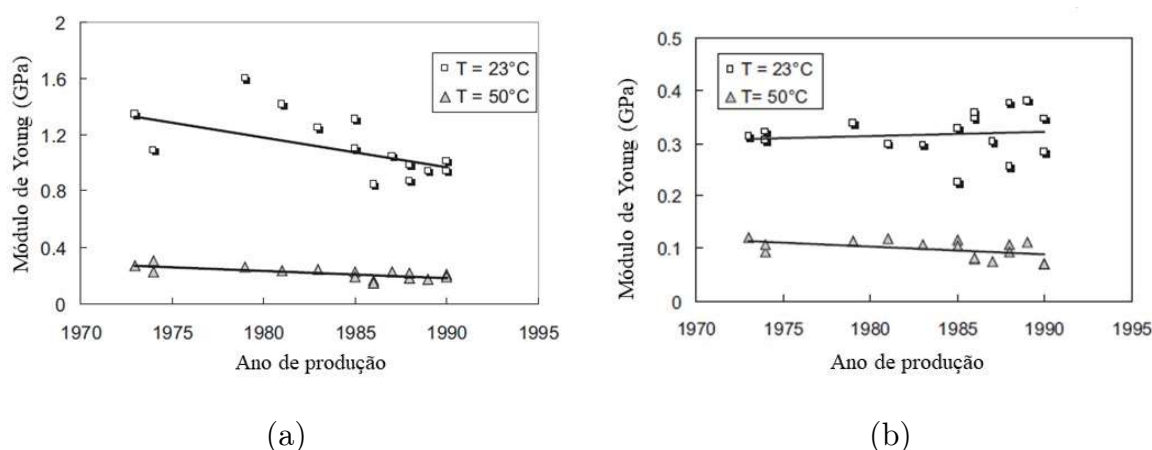 2
1.6
1.2
0.8
0.4
0
Módulo de Young (GPa)
T = 23°C
T = 50°C
1970 1975 1980 1985 1990 1995
Ano de produção
(a)
0.5
0.4
0.3
0.2
0.1
0
Módulo de Young (GPa)
T = 23°C
T= 50°C
1970 1975 1980 1985 1990 1995
Ano de produção
(b)